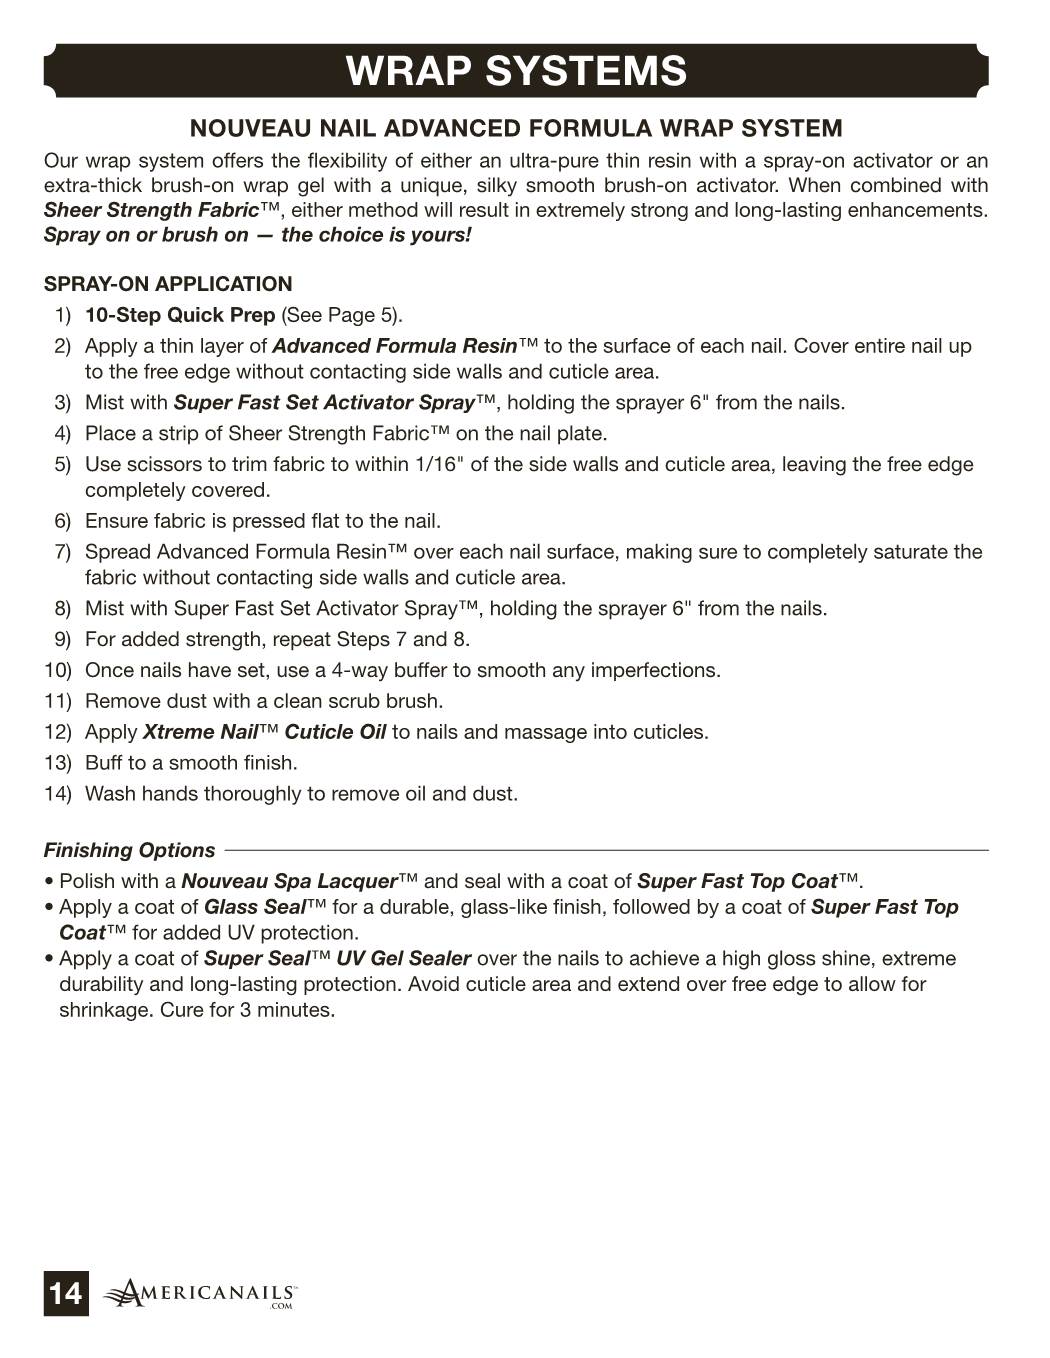 WRAP SYSTEMS
NOUVEAU NAIL ADVANCED FORMULA WRAP SYSTEM
Our wrap system offers the flexibility of either an ultra-pure thin resin with a spray-on activator or an
extra-thick brush-on wrap gel with a unique, silky smooth brush-on activator. When combined with
Sheer Strength Fabric™, either method will result in extremely strong and long-lasting enhancements.
Spray on or brush on — the choice is yours!
SPRAY-ON APPLICATION
1) 10-Step Quick Prep (See Page 5).
2) Apply a thin layer of Advanced Formula Resin™ to the surface of each nail. Cover entire nail up
to the free edge without contacting side walls and cuticle area.
3) Mist with Super Fast Set Activator Spray™, holding the sprayer 6" from the nails.
4) Place a strip of Sheer Strength Fabric™ on the nail plate.
5) Use scissors to trim fabric to within 1/16" of the side walls and cuticle area, leaving the free edge
completely covered.
6) Ensure fabric is pressed flat to the nail.
7) Spread Advanced Formula Resin™ over each nail surface, making sure to completely saturate the
fabric without contacting side walls and cuticle area.
8) Mist with Super Fast Set Activator Spray™, holding the sprayer 6" from the nails.
9) For added strength, repeat Steps 7 and 8.
10) Once nails have set, use a 4-way buffer to smooth any imperfections.
11) Remove dust with a clean scrub brush.
12) Apply Xtreme Nail™ Cuticle Oil to nails and massage into cuticles.
13) Buff to a smooth finish.
14) Wash hands thoroughly to remove oil and dust.
Finishing Options
• Polish with a Nouveau Spa Lacquer™ and seal with a coat of Super Fast Top Coat™.
• Apply a coat of Glass Seal™ for a durable, glass-like finish, followed by a coat of Super Fast Top
Coat™ for added UV protection.
• Apply a coat of Super Seal™ UV Gel Sealer over the nails to achieve a high gloss shine, extreme
durability and long-lasting protection. Avoid cuticle area and extend over free edge to allow for
shrinkage. Cure for 3 minutes.
14 AMERICANAILS™
.COM